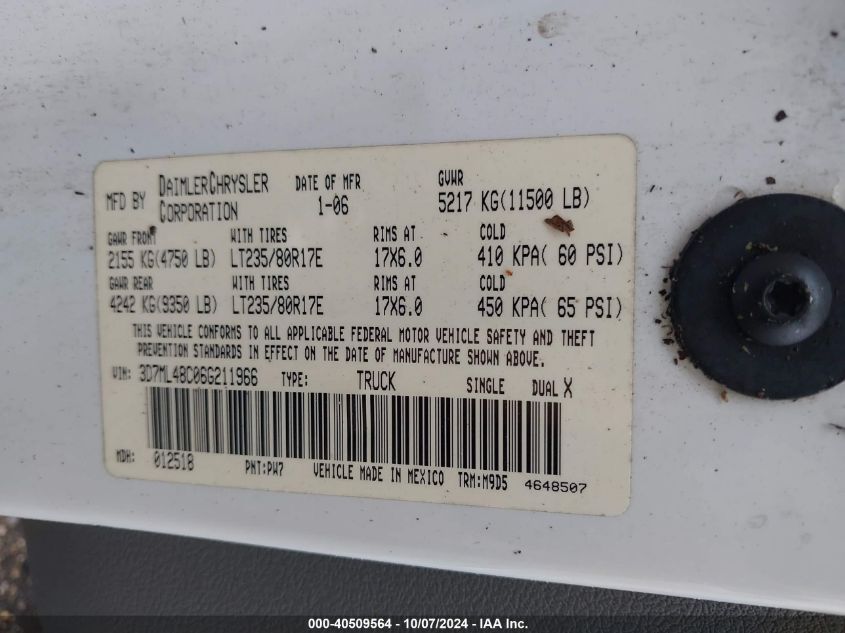 MFD BY DAIMLERCHRYSLER CORPORATION DATE OF MFR 1-06 GVWR 5217 KG(11500 LB)
GAWR FRONT WITH TIRES RIMS AT COLD
2155 KG(4750 LB) LT235/80R17E 17X6.0 410 KPA( 60 PSI)
GAWR REAR WITH TIRES RIMS AT COLD
4242 KG(9350 LB) LT235/80R17E 17X6.0 450 KPA( 65 PSI)
THIS VEHICLE CONFORMS TO ALL APPLICABLE FEDERAL MOTOR VEHICLE SAFETY AND THEFT
PREVENTION STANDARDS IN EFFECT ON THE DATE OF MANUFACTURE SHOWN ABOVE.
VIN: 3D7ML48C06G211966 TYPE: TRUCK SINGLE DUAL X
MDH: 012518 PNT:PW7 VEHICLE MADE IN MEXICO TRM:M9D5 4648507
000-40509564 - 10/07/2024 - IAA Inc.